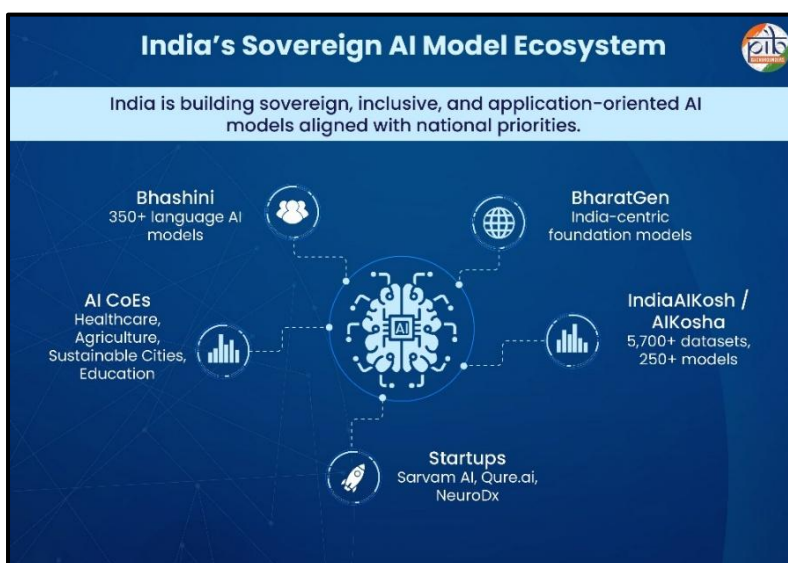 India's Sovereign AI Model Ecosystem
India is building sovereign, inclusive, and application-oriented AI
models aligned with national priorities.
Bhashini
350+ language AI
models
BharatGen
India-centric
foundation models
AI CoEs
Healthcare,
Agriculture,
Sustainable Cities,
Education
AI
IndiaAIKosh /
AIKosha
5,700+ datasets,
250+ models
Startups
Sarvam AI, Qure.ai,
NeuroDx